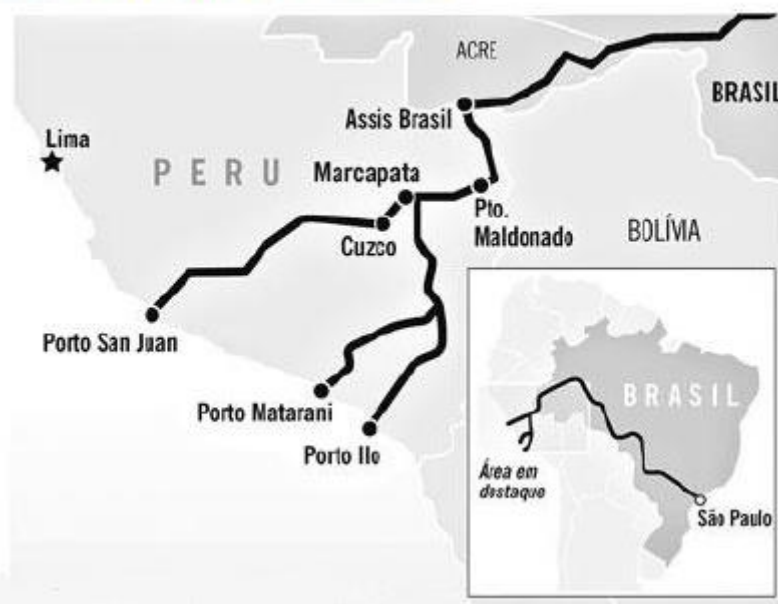 ACRE
BRASIL
Assis Brasil
Lima
PERU
Marcapata
Pto.
Maldonado
Cuzco
BOLÍVIA
Porto San Juan
Porto Matarani
Porto Ilo
BRASIL
Área em
destaque
São Paulo